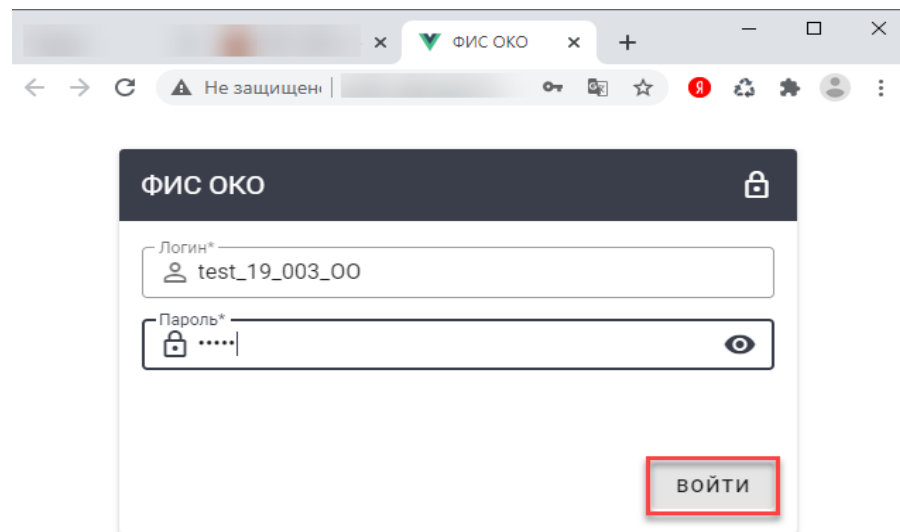 ФИС ОКО
Не защищен
ФИС ОКО
Логин*
test_19_003_OO
Пароль*
•••••
ВОЙТИ